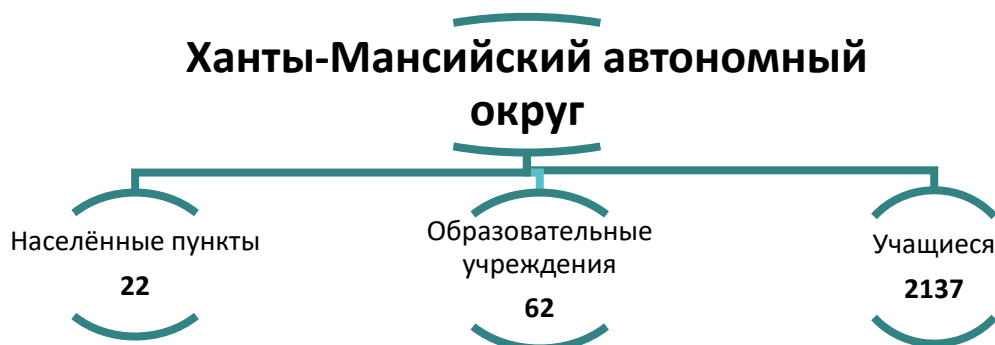 Ханты-Мансийский автономный
округ
Населённые пункты
22
Образовательные
учреждения
62
Учащиеся
2137